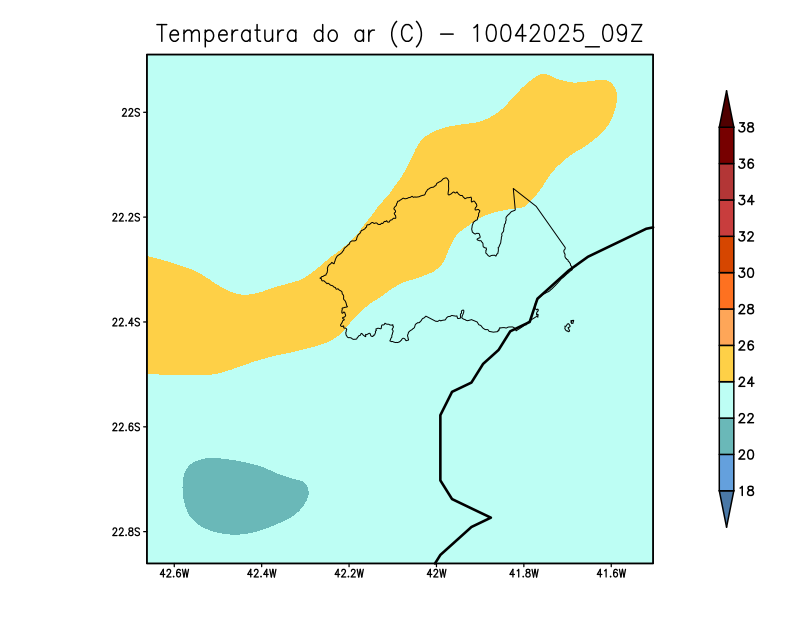 Temperatura do ar (C) - 10042025_09Z
22S
22.2S
22.4S
22.6S
22.8S
42.6W
42.4W
42.2W
42W
41.8W
41.6W
38
36
34
32
30
28
26
24
22
20
18